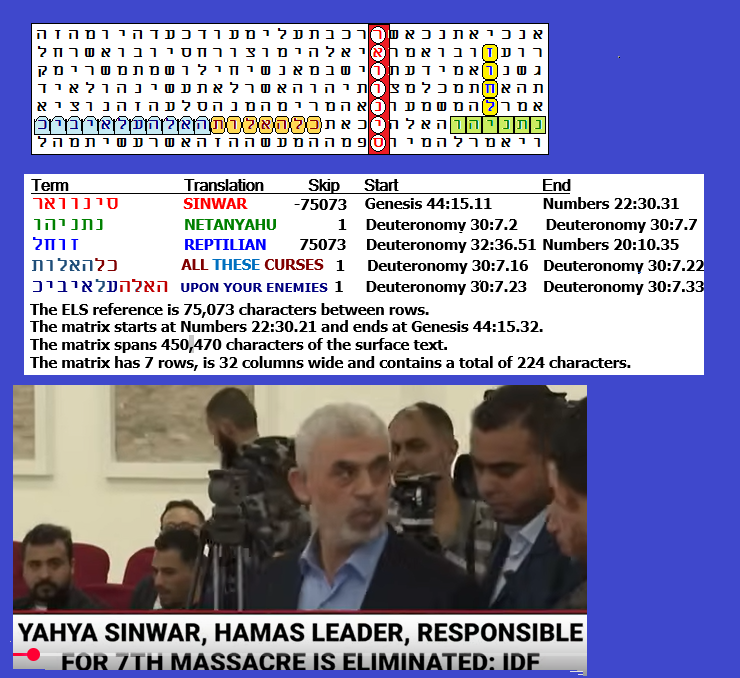 אנכיאתנכאשררכבתעלימעודכעדהיומהזה
רועזובואמראיאלהימוצורחסיובואשרחל
גשנואמידעתוישבמאנשיחילושמתמשרימק
תהאחתמכלמצותיהוהאשרלאתעשינהולאיד
אמרלהמשמעונאהמרימהמנהסלעהזהנוציא
נתניהוהאלהיכאתכלהאלותהאלהעלאיביכ
ויאמרלהמיוספמההמעשההזהאשרעשיתמהל
Term Translation Skip Start End
סינוואר SINWAR -75073 Genesis 44:15.11 Numbers 22:30.31
נתניהו NETANYAHU 1 Deuteronomy 30:7.2 Deuteronomy 30:7.7
זוחל REPTILIAN 75073 Deuteronomy 32:36.51 Numbers 20:10.35
כלהאלות ALL THESE CURSES 1 Deuteronomy 30:7.16 Deuteronomy 30:7.22
האלהעלאיביכ UPON YOUR ENEMIES 1 Deuteronomy 30:7.23 Deuteronomy 30:7.33
The ELS reference is 75,073 characters between rows.
The matrix starts at Numbers 22:30.21 and ends at Genesis 44:15.32.
The matrix spans 450,470 characters of the surface text.
The matrix has 7 rows, is 32 columns wide and contains a total of 224 characters.
YAHYA SINWAR, HAMAS LEADER, RESPONSIBLE
FOR 7TH MASSACRE IS ELIMINATED: IDF